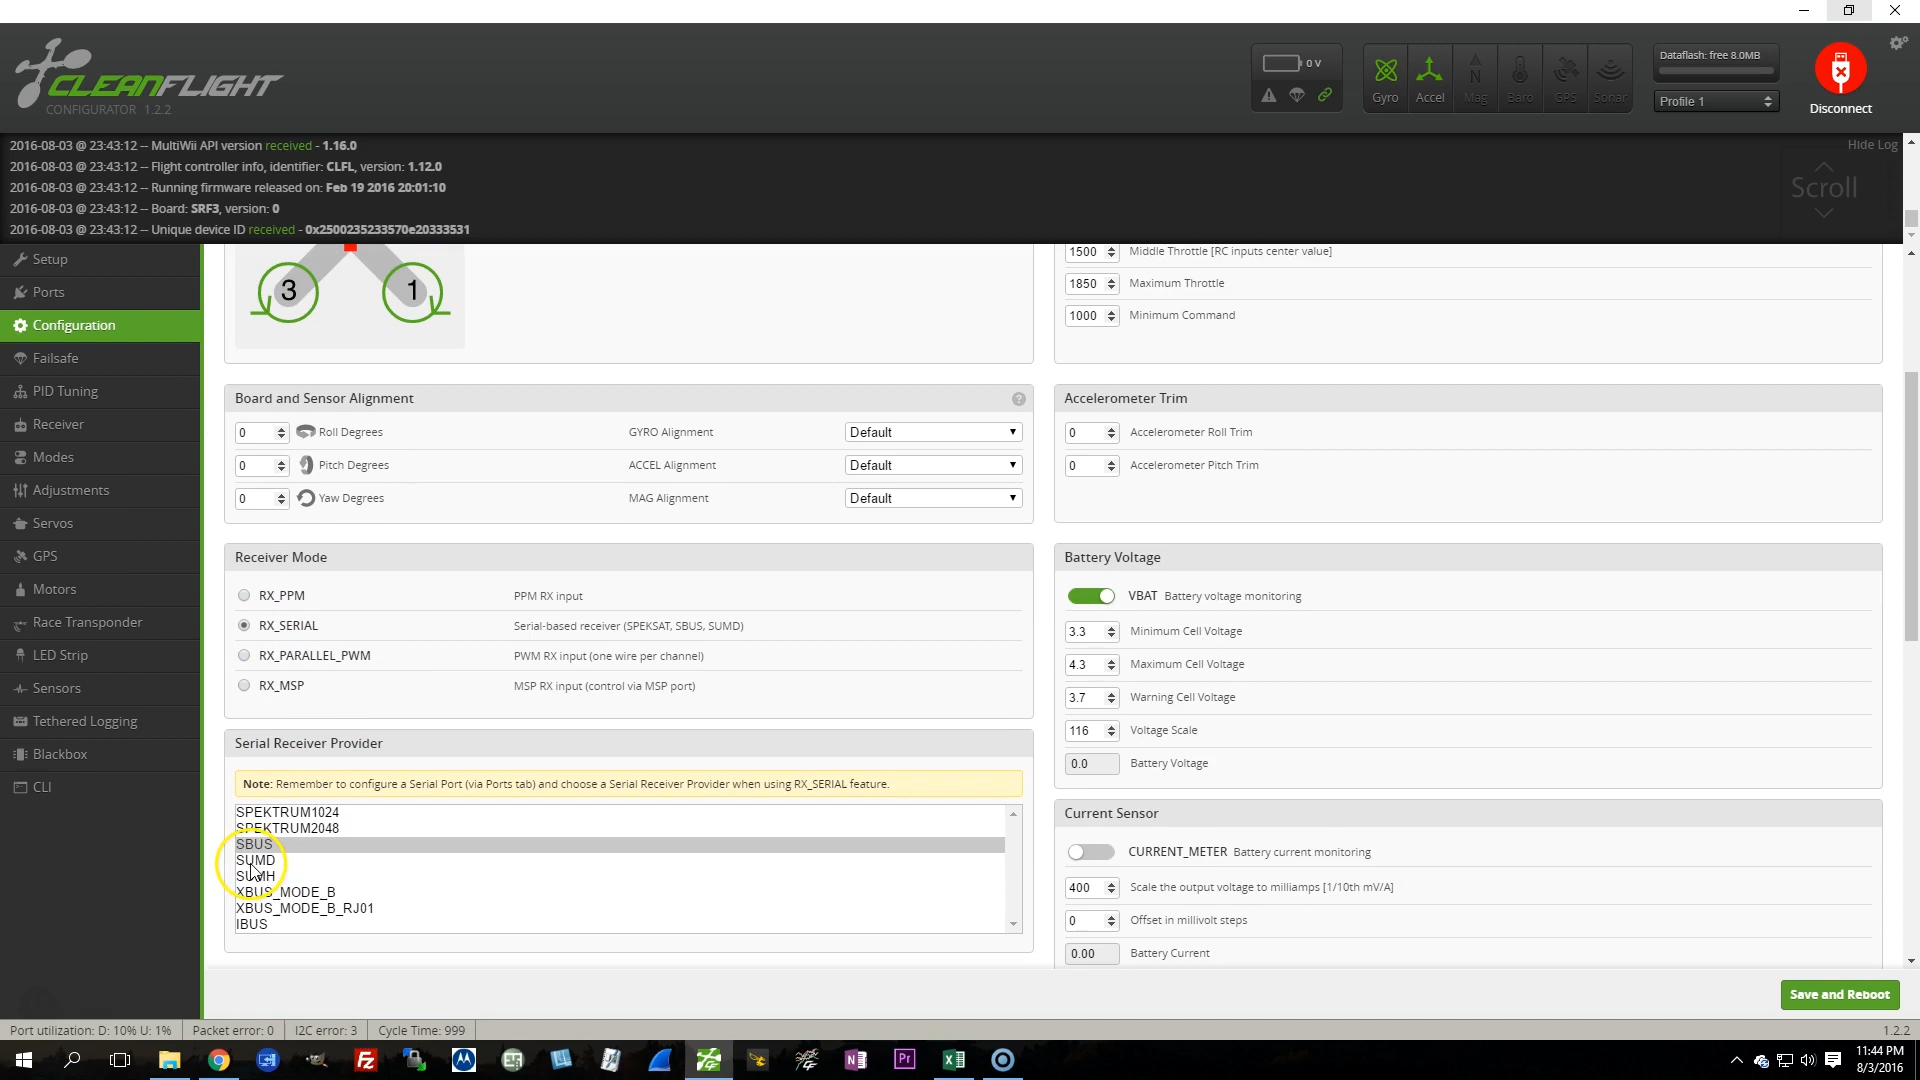 CLEANFLIGHT
CONFIGURATOR 1.2.2
0 V
Gyro
Accel
Mag
Baro
GPS
Sonar
Dataflash: free 8.0MB
Profile 1
Disconnect
2016-08-03 @ 23:43:12 -- MultiWii API version received - 1.16.0
Hide Log
2016-08-03 @ 23:43:12 -- Flight controller info, identifier: CLFL, version: 1.12.0
2016-08-03 @ 23:43:12 -- Running firmware released on: Feb 19 2016 20:01:10
Scroll
2016-08-03 @ 23:43:12 -- Board: SRF3, version: 0
2016-08-03 @ 23:43:12 -- Unique device ID received - 0x2500235233570e20333531
Setup
Ports
Configuration
Failsafe
PID Tuning
Receiver
Modes
Adjustments
Servos
GPS
Motors
Race Transponder
LED Strip
Sensors
Tethered Logging
Blackbox
CLI
3 1
1500 Middle Throttle [RC inputs center value]
1850 Maximum Throttle
1000 Minimum Command
Board and Sensor Alignment
0 Roll Degrees GYRO Alignment Default
0 Pitch Degrees ACCEL Alignment Default
0 Yaw Degrees MAG Alignment Default
Accelerometer Trim
0 Accelerometer Roll Trim
0 Accelerometer Pitch Trim
Receiver Mode
RX_PPM PPM RX input
RX_SERIAL Serial-based receiver (SPEKSAT, SBUS, SUMD)
RX_PARALLEL_PWM PWM RX input (one wire per channel)
RX_MSP MSP RX input (control via MSP port)
Battery Voltage
VBAT Battery voltage monitoring
3.3 Minimum Cell Voltage
4.3 Maximum Cell Voltage
3.7 Warning Cell Voltage
116 Voltage Scale
0.0 Battery Voltage
Serial Receiver Provider
Note: Remember to configure a Serial Port (via Ports tab) and choose a Serial Receiver Provider when using RX_SERIAL feature.
SPEKTRUM1024
SPEKTRUM2048
SBUS
SUMD
SUMH
XBUS_MODE_B
XBUS_MODE_B_RJ01
IBUS
Current Sensor
CURRENT_METER Battery current monitoring
400 Scale the output voltage to milliamps [1/10th mV/A]
0 Offset in millivolt steps
0.00 Battery Current
Save and Reboot
Port utilization: D: 10% U: 1% Packet error: 0 I2C error: 3 Cycle Time: 999 1.2.2
11:44 PM
8/3/2016